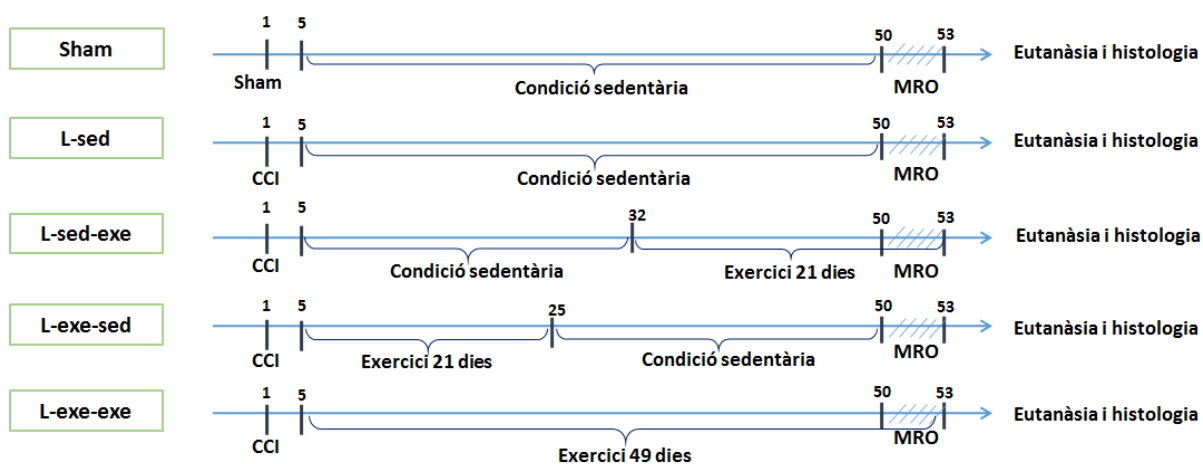 Sham
1
5
50
53
Sham
Condició sedentària
MRO
Eutanàsia i histologia
L-sed
1
5
50
53
CCI
Condició sedentària
MRO
Eutanàsia i histologia
L-sed-exe
1
5
32
50
53
CCI
Condició sedentària
Exercici 21 dies
MRO
Eutanàsia i histologia
L-exe-sed
1
5
25
50
53
CCI
Exercici 21 dies
Condició sedentària
MRO
Eutanàsia i histologia
L-exe-exe
1
5
50
53
CCI
Exercici 49 dies
MRO
Eutanàsia i histologia